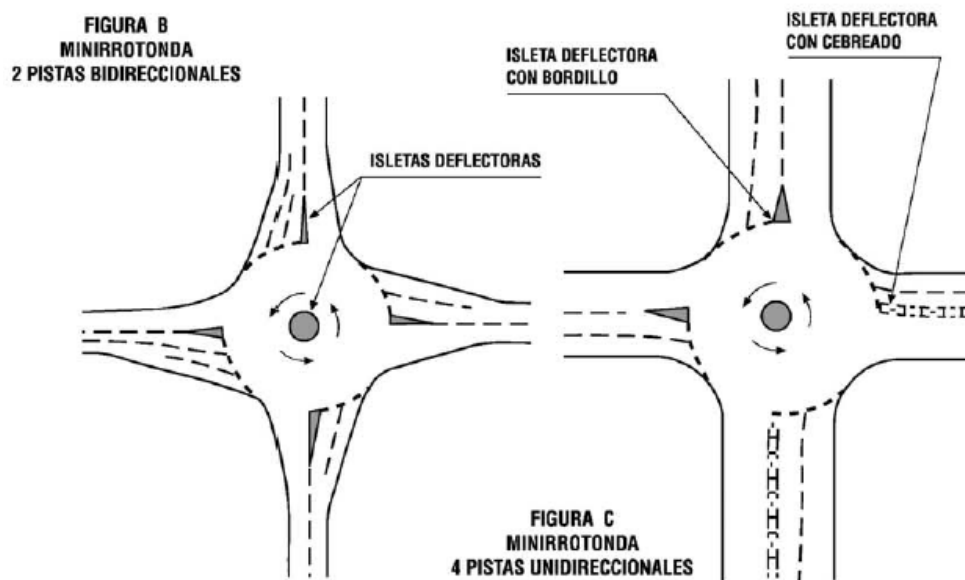 FIGURA B
MINIRROTONDA
2 PISTAS BIDIRECCIONALES
ISLETA DEFLECTORA
CON BORDILLO
ISLETA DEFLECTORA
CON CEBREADO
ISLETAS DEFLECTORAS
FIGURA C
MINIRROTONDA
4 PISTAS UNIDIRECCIONALES